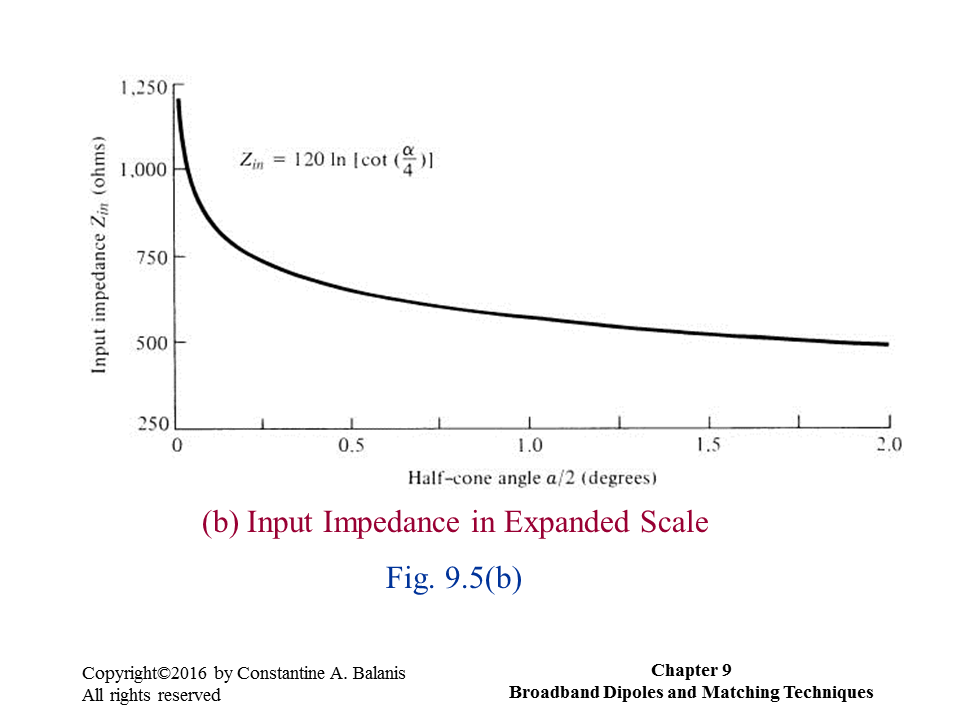 1,250
1,000
750
500
250
Input impedance Zin (ohms)
Zin = 120 ln [cot (α/4)]
0 0.5 1.0 1.5 2.0
Half-cone angle α/2 (degrees)
(b) Input Impedance in Expanded Scale
Fig. 9.5(b)
Copyright©2016 by Constantine A. Balanis
All rights reserved
Chapter 9
Broadband Dipoles and Matching Techniques